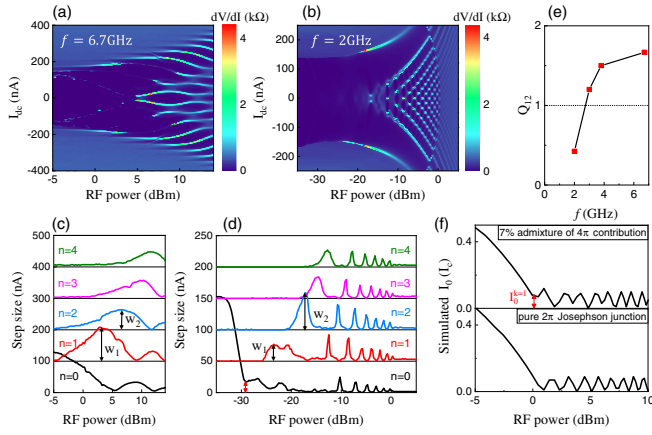 (a)
dV/dI (kΩ)
f = 6.7GHz
I_dc (nA)
400
200
0
-200
-400
-5 0 5 10
RF power (dBm)
4
2
0
(b)
dV/dI (kΩ)
f = 2GHz
I_dc (nA)
200
100
0
-100
-200
-30 -20 -10 0
RF power (dBm)
4
2
0
(e)
Q_12
2
1
0
0 2 4 6
f (GHz)
(c)
Step size (nA)
500
400
300
200
100
0
n=4
n=3
n=2
n=1
n=0
W_2
W_1
-5 0 5 10
RF power (dBm)
(d)
Step size (nA)
250
200
150
100
50
0
n=4
n=3
n=2
n=1
n=0
W_2
W_1
-30 -20 -10 0
RF power (dBm)
(f)
Simulated I_0 (I_c)
0.4
0.0
0.4
0.0
7% admixture of 4π contribution
I_0^{k=1}
pure 2π Josephson junction
-5 0 5 10
RF power (dBm)